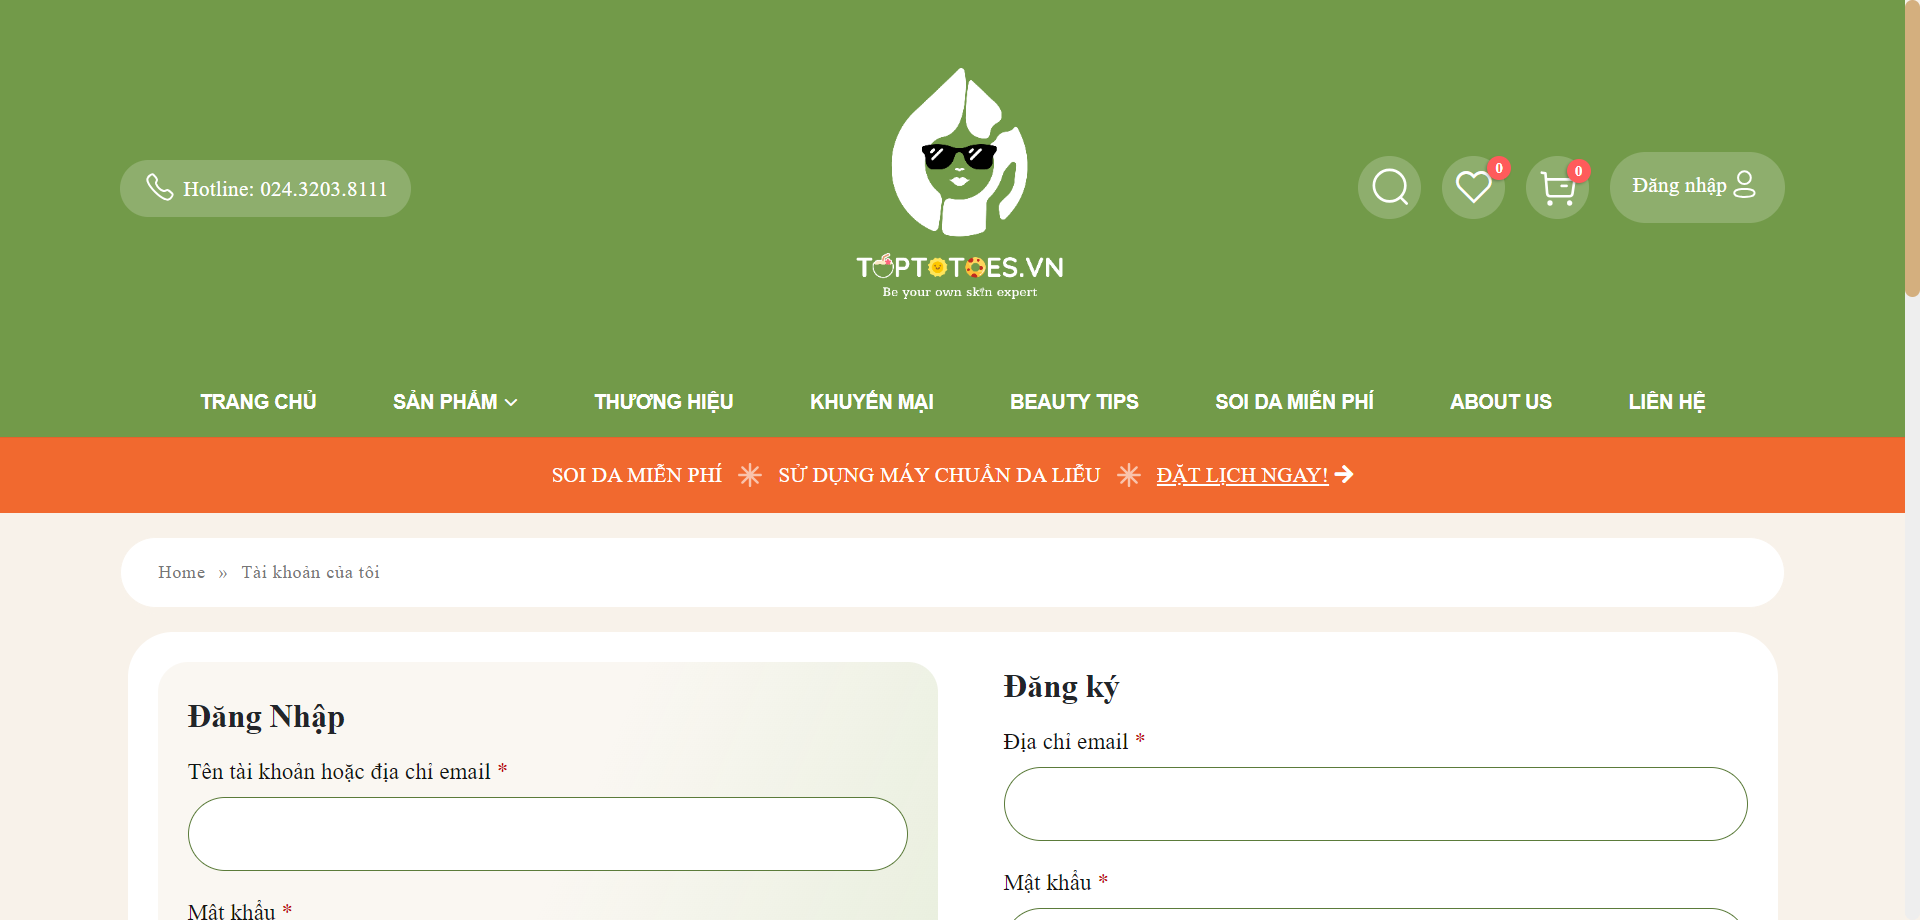 Hotline: 024.3203.8111
TOPTOTOES.VN
Be your own skin expert
0
0
Đăng nhập
TRANG CHỦ
SẢN PHẨM
THƯƠNG HIỆU
KHUYẾN MẠI
BEAUTY TIPS
SOI DA MIỄN PHÍ
ABOUT US
LIÊN HỆ
SOI DA MIỄN PHÍ
SỬ DỤNG MÁY CHUẨN DA LIỄU
ĐẶT LỊCH NGAY!
Home » Tài khoản của tôi
Đăng Nhập
Tên tài khoản hoặc địa chỉ email *
Mật khẩu *
Đăng ký
Địa chỉ email *
Mật khẩu *